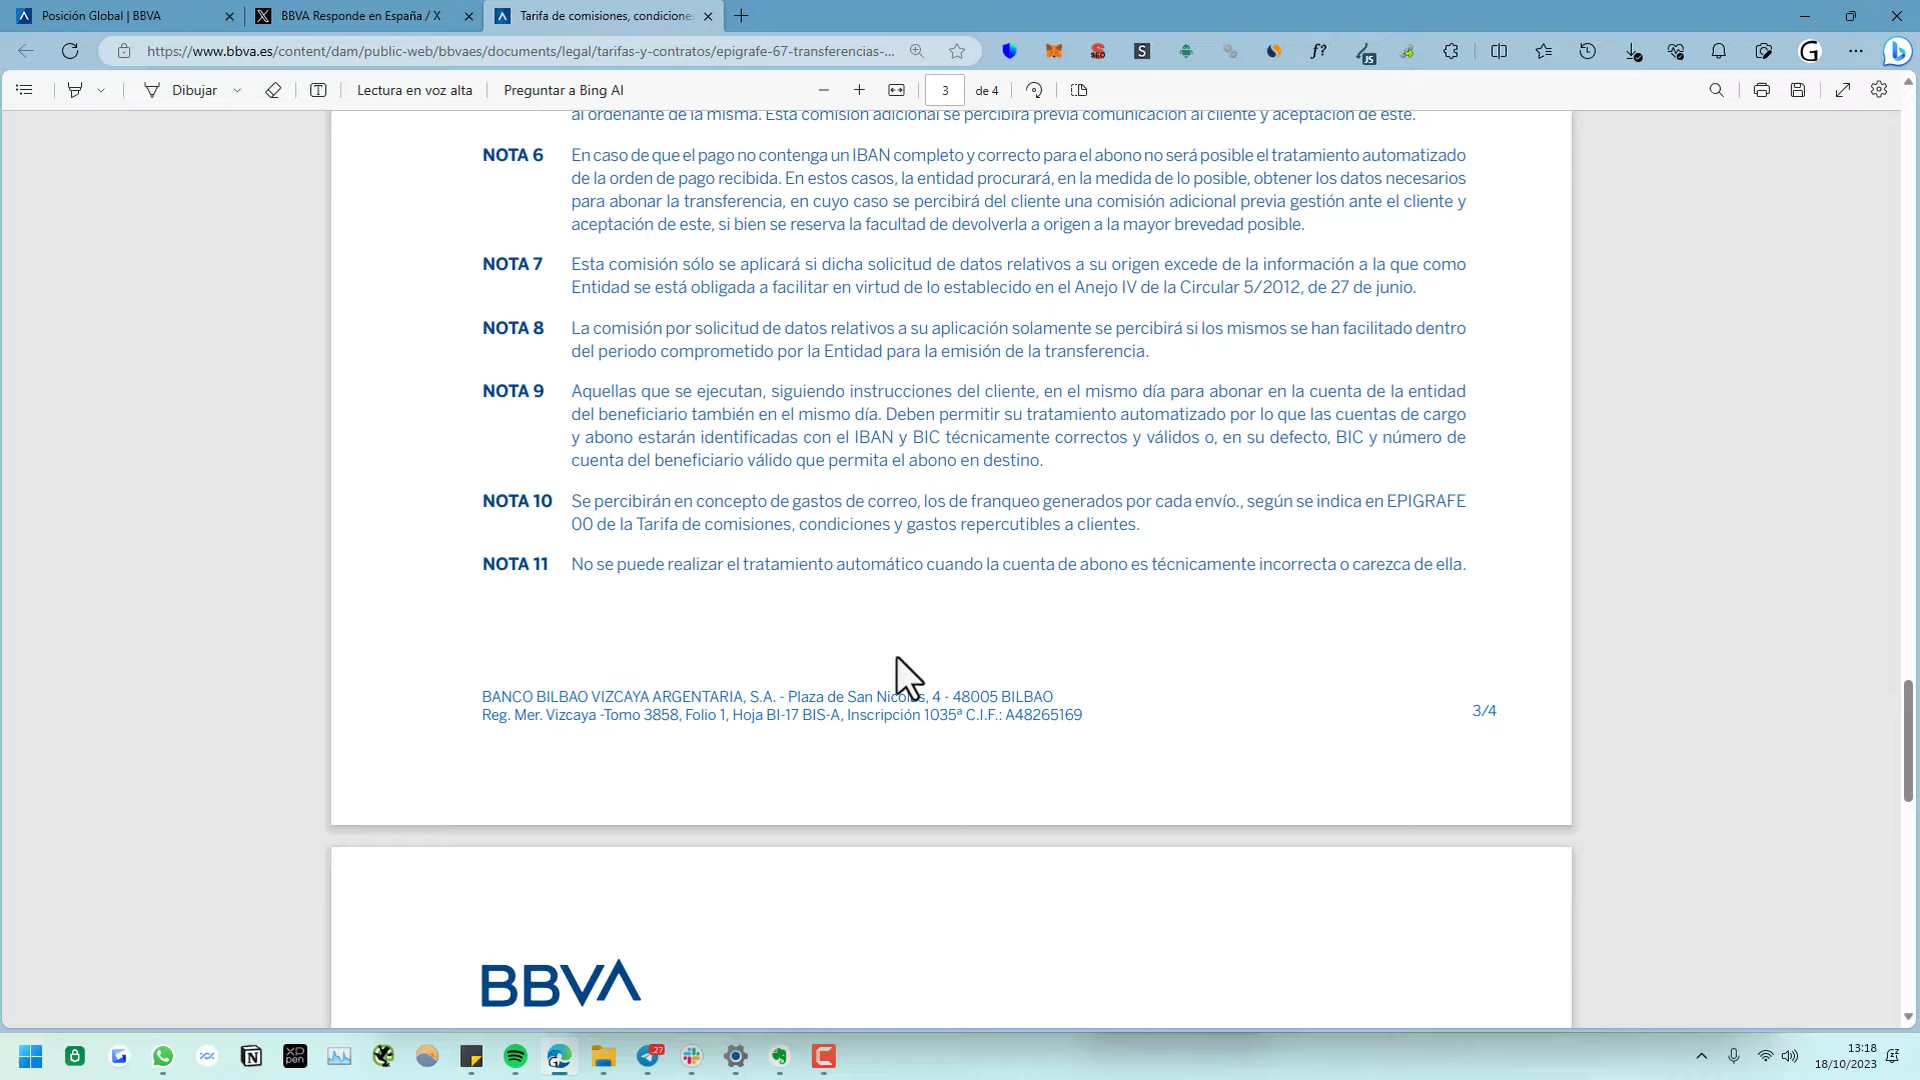 Posición Global | BBVA
BBVA Responde en España / X
Tarifa de comisiones, condicione
https://www.bbva.es/content/dam/public-web/bbvaes/documents/legal/tarifas-y-contratos/epigrafe-67-transferencias-...
Dibujar
Lectura en voz alta
Preguntar a Bing AI
3
de 4
al ordenante de la misma. Esta comisión adicional se percibirá previa comunicación al cliente y aceptación de este.
NOTA 6 En caso de que el pago no contenga un IBAN completo y correcto para el abono no será posible el tratamiento automatizado
de la orden de pago recibida. En estos casos, la entidad procurará, en la medida de lo posible, obtener los datos necesarios
para abonar la transferencia, en cuyo caso se percibirá del cliente una comisión adicional previa gestión ante el cliente y
aceptación de este, si bien se reserva la facultad de devolverla a origen a la mayor brevedad posible.
NOTA 7 Esta comisión sólo se aplicará si dicha solicitud de datos relativos a su origen excede de la información a la que como
Entidad se está obligada a facilitar en virtud de lo establecido en el Anejo IV de la Circular 5/2012, de 27 de junio.
NOTA 8 La comisión por solicitud de datos relativos a su aplicación solamente se percibirá si los mismos se han facilitado dentro
del periodo comprometido por la Entidad para la emisión de la transferencia.
NOTA 9 Aquellas que se ejecutan, siguiendo instrucciones del cliente, en el mismo día para abonar en la cuenta de la entidad
del beneficiario también en el mismo día. Deben permitir su tratamiento automatizado por lo que las cuentas de cargo
y abono estarán identificadas con el IBAN y BIC técnicamente correctos y válidos o, en su defecto, BIC y número de
cuenta del beneficiario válido que permita el abono en destino.
NOTA 10 Se percibirán en concepto de gastos de correo, los de franqueo generados por cada envío., según se indica en EPIGRAFE
00 de la Tarifa de comisiones, condiciones y gastos repercutibles a clientes.
NOTA 11 No se puede realizar el tratamiento automático cuando la cuenta de abono es técnicamente incorrecta o carezca de ella.
BANCO BILBAO VIZCAYA ARGENTARIA, S.A. - Plaza de San Nicolás, 4 - 48005 BILBAO
Reg. Mer. Vizcaya -Tomo 3858, Folio 1, Hoja BI-17 BIS-A, Inscripción 1035ª C.I.F.: A48265169
3/4
BBVA
27
13:18
18/10/2023